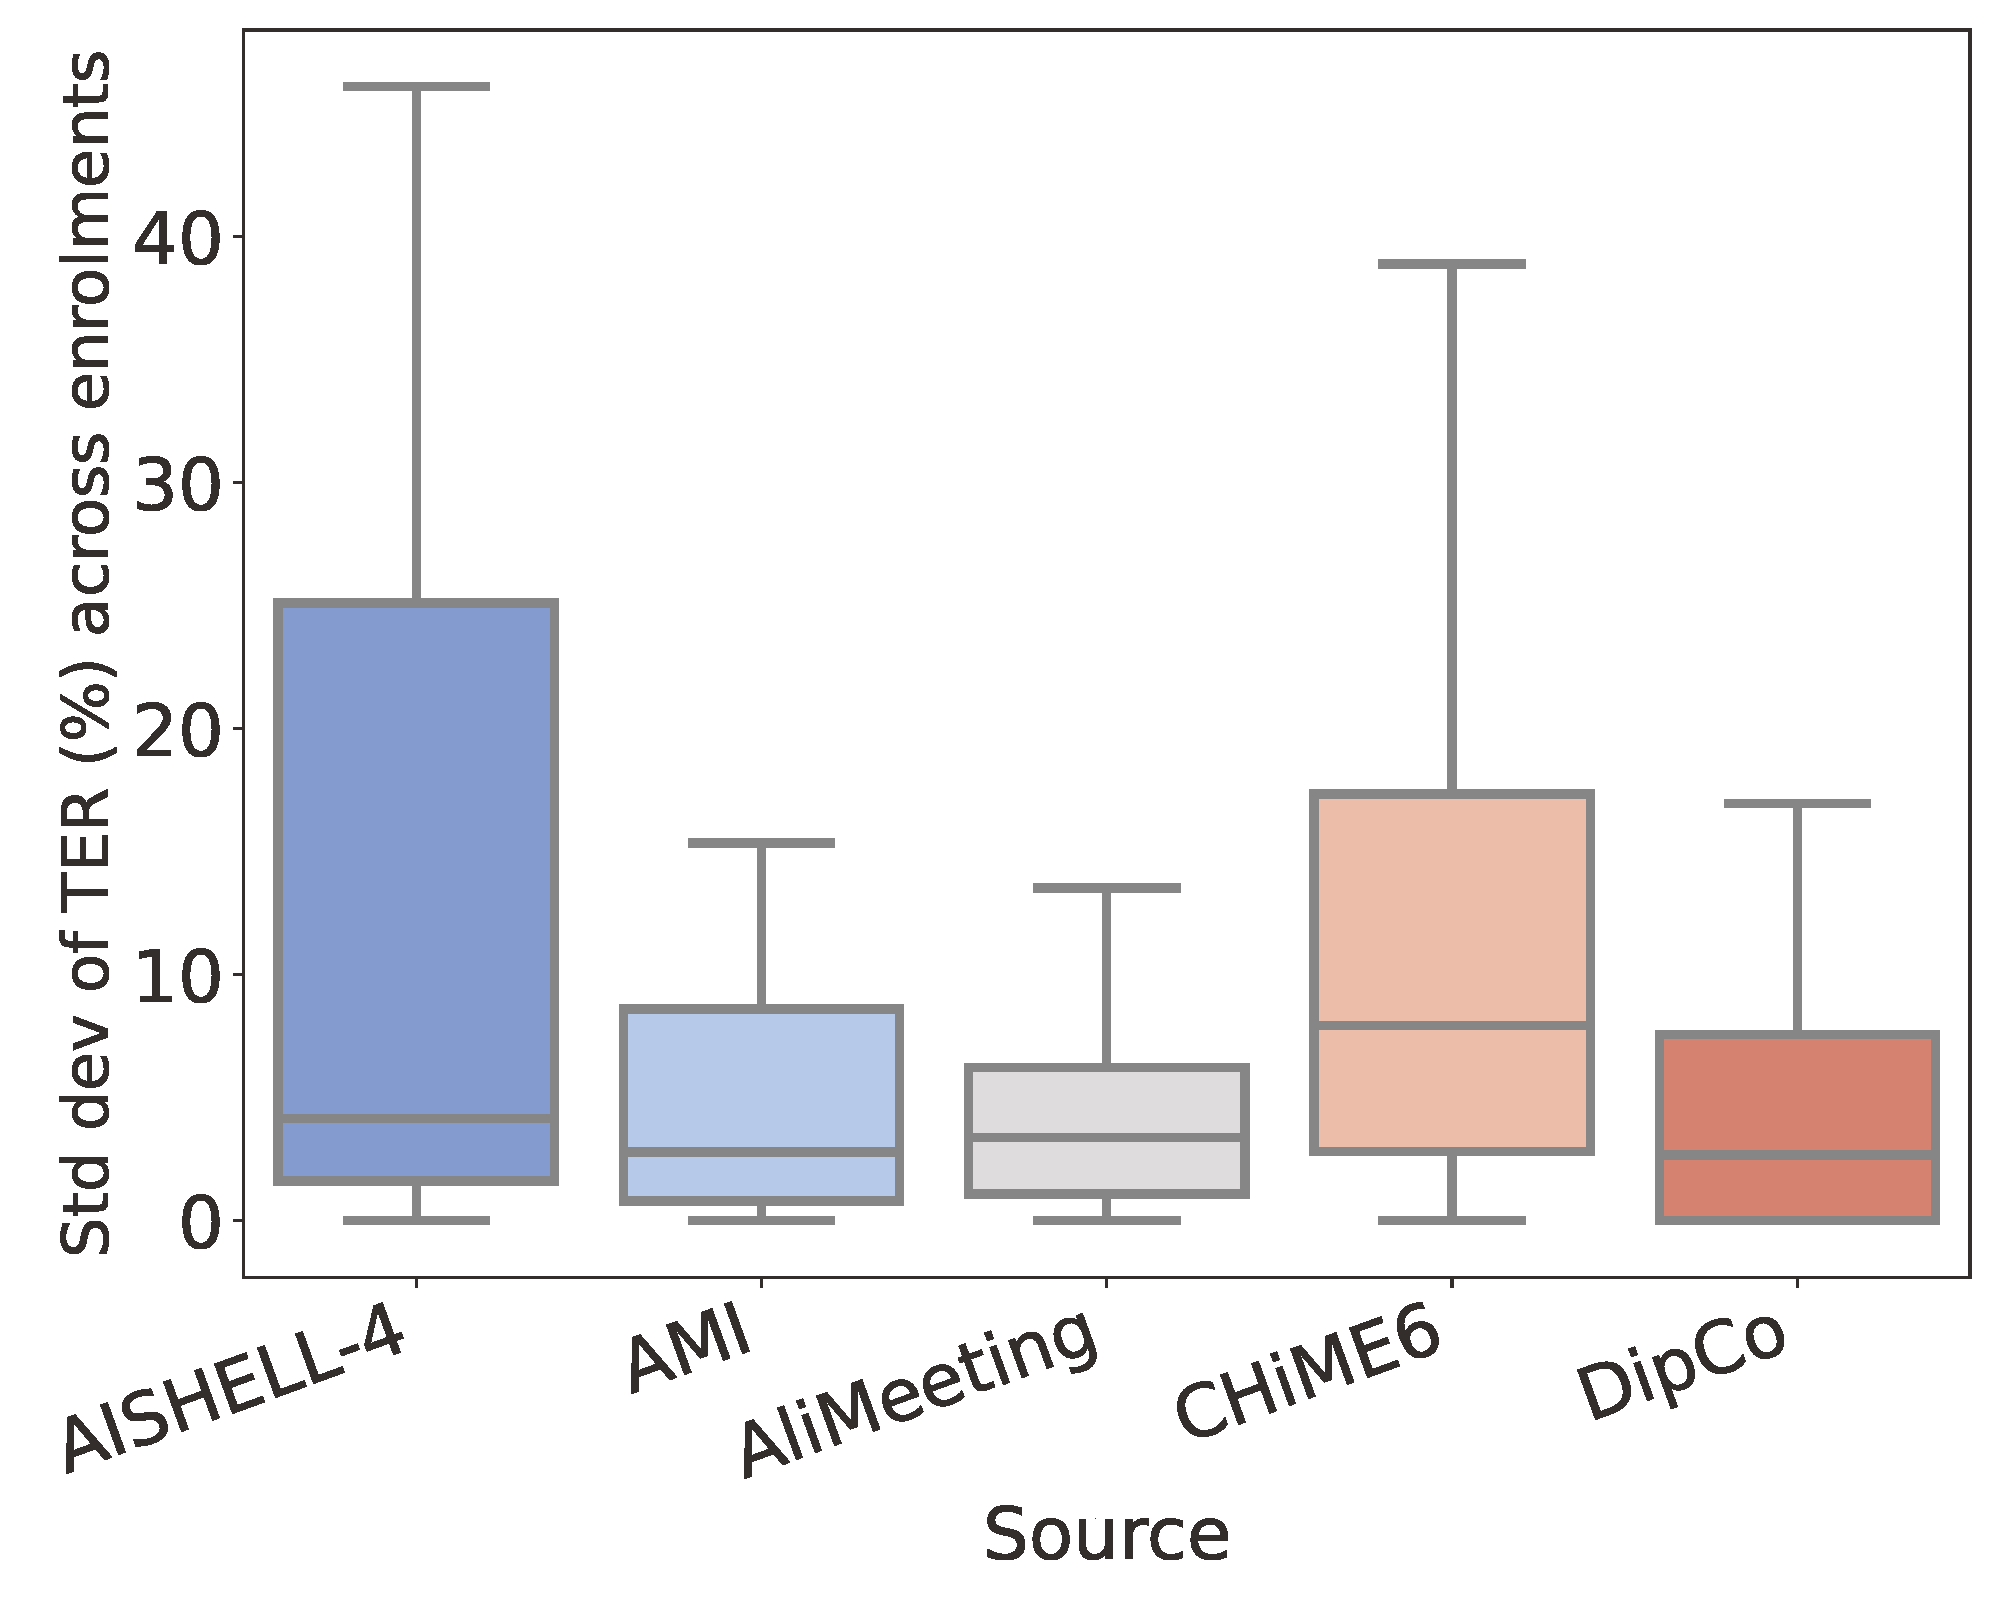 Std dev of TER (%) across enrolments
40
30
20
10
0
AISHELL-4
AMI
AliMeeting
CHiME6
DipCo
Source